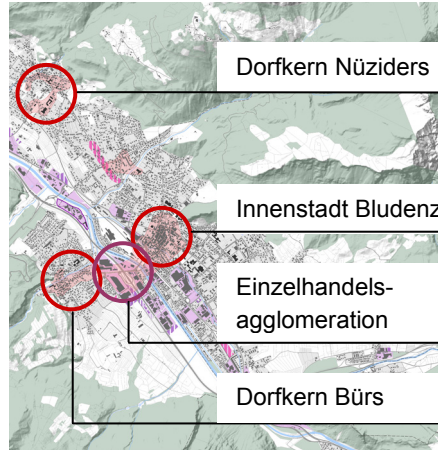 Dorfkern Nüziders
Innenstadt Bludenz
Einzelhandels-
agglomeration
Dorfkern Bürs